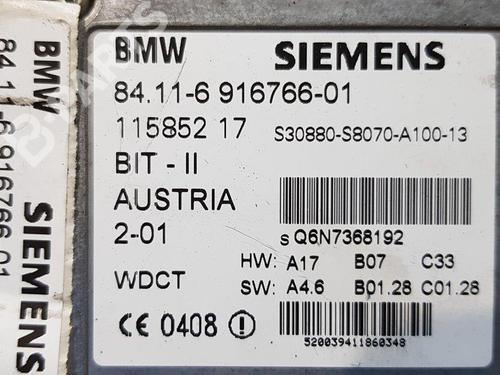 BMW SIEMENS
84.11-6 916766-01
115852 17 S30880-S8070-A100-13
BIT - II
AUSTRIA
2-01 s Q6N7368192
HW: A17 B07 C33
WDCT SW: A4.6 B01.28 C01.28
CE 0408
520039411860348
BMW SIEMENS
84.11-6 916766 01